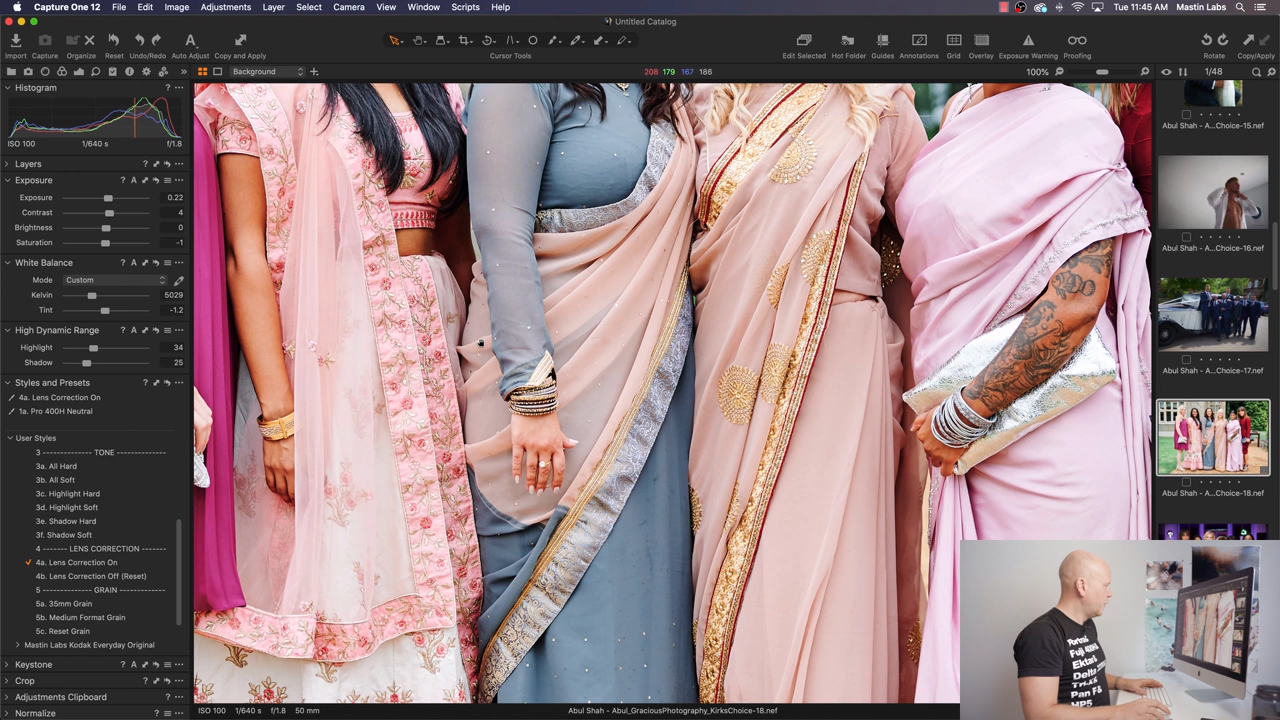 Capture One 12 File Edit Image Adjustments Layer Select Camera View Window Scripts Help Tue 11:45 AM Mastin Labs
Untitled Catalog
Import Capture Organize Reset Undo/Redo Auto Adjust Copy and Apply Cursor Tools Edit Selected Hot Folder Guides Annotations Grid Overlay Exposure Warning Proofing Rotate Copy/Apply
Background 208 179 167 186 100% 1/48
Histogram
ISO 100 1/640 s f/1.8
Layers
Exposure
Exposure 0.22
Contrast 4
Brightness 0
Saturation -1
White Balance
Mode Custom
Kelvin 5029
Tint -1.2
High Dynamic Range
Highlight 34
Shadow 25
Styles and Presets
4a. Lens Correction On
1a. Pro 400H Neutral
User Styles
3 -------------- TONE --------------
3a. All Hard
3b. All Soft
3c. Highlight Hard
3d. Highlight Soft
3e. Shadow Hard
3f. Shadow Soft
4 ------- LENS CORRECTION -------
4a. Lens Correction On
4b. Lens Correction Off (Reset)
5 -------------- GRAIN --------------
5a. 35mm Grain
5b. Medium Format Grain
5c. Reset Grain
Mastin Labs Kodak Everyday Original
Keystone
Crop
Adjustments Clipboard
Normalize
Abul Shah - A...Choice-15.nef
Abul Shah - A...Choice-16.nef
Abul Shah - A...Choice-17.nef
Abul Shah - A...Choice-18.nef
ISO 100 1/640 s f/1.8 50 mm Abul Shah - Abul_GraciousPhotography_KirksChoice-18.nef
Portra
Fuji
Ektar
Delta
Pan F&
HP5